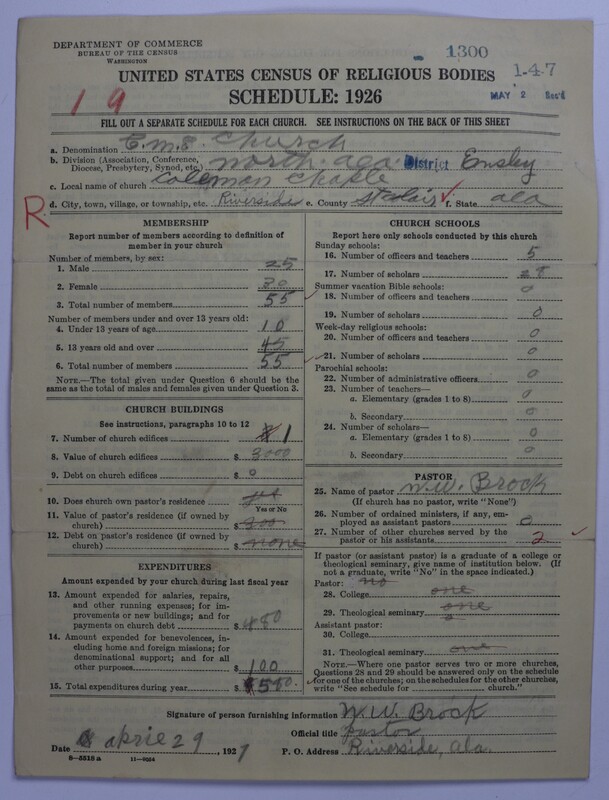 DEPARTMENT OF COMMERCE
BUREAU OF THE CENSUS
WASHINGTON
1300
1-4-7
UNITED STATES CENSUS OF RELIGIOUS BODIES
SCHEDULE: 1926
MAY 2 Rec'd
1 9
FILL OUT A SEPARATE SCHEDULE FOR EACH CHURCH. SEE INSTRUCTIONS ON THE BACK OF THIS SHEET
a. Denomination C. M. E. Church
b. Division (Association, Conference, Diocese, Presbytery, Synod, etc.) North ala District Ensley
c. Local name of church Coleman Chaple
R
d. City, town, village, or township, etc. Riverside e. County St Clair f. State ala
MEMBERSHIP
Report number of members according to definition of
member in your church
Number of members, by sex:
1. Male 25
2. Female 30
3. Total number of members 55
Number of members under and over 13 years old:
4. Under 13 years of age 10
5. 13 years old and over 45
6. Total number of members 55
NOTE.—The total given under Question 6 should be the
same as the total of males and females given under Question 3.
CHURCH BUILDINGS
See instructions, paragraphs 10 to 12
7. Number of church edifices 1
8. Value of church edifices $ 3000
9. Debt on church edifices $ 0
10. Does church own pastor's residence yes
Yes or No
11. Value of pastor's residence (if owned by
church) $ 200
12. Debt on pastor's residence (if owned by
church) $ none
EXPENDITURES
Amount expended by your church during last fiscal year
13. Amount expended for salaries, repairs,
and other running expenses; for im-
provements or new buildings; and for
payments on church debt $ 480
14. Amount expended for benevolences, in-
cluding home and foreign missions; for
denominational support; and for all
other purposes $ 100
15. Total expenditures during year $ 580
CHURCH SCHOOLS
Report here only schools conducted by this church
Sunday schools:
16. Number of officers and teachers 5
17. Number of scholars 28
Summer vacation Bible schools:
18. Number of officers and teachers 0
19. Number of scholars 0
Week-day religious schools:
20. Number of officers and teachers 0
21. Number of scholars 0
Parochial schools:
22. Number of administrative officers 0
23. Number of teachers—
a. Elementary (grades 1 to 8) 0
b. Secondary 0
24. Number of scholars—
a. Elementary (grades 1 to 8) 0
b. Secondary 0
PASTOR
25. Name of pastor W. W. Brock
(If church has no pastor, write "None")
26. Number of ordained ministers, if any, em-
ployed as assistant pastors 0
27. Number of other churches served by the
pastor or his assistants 2
If pastor (or assistant pastor) is a graduate of a college or
theological seminary, give name of institution below. (If
not a graduate, write "No" in the space indicated.)
Pastor: no
28. College one
29. Theological seminary one
Assistant pastor:
30. College
31. Theological seminary one
NOTE.—Where one pastor serves two or more churches,
Questions 28 and 29 should be answered only on the schedule
for one of the churches; on the schedules for the other churches,
write "See schedule for church."
Signature of person furnishing information W. W. Brock
Official title Pastor
Date aprie 29, 1927 P. O. Address Riverside, Ala.
8-5518 a 11-9024